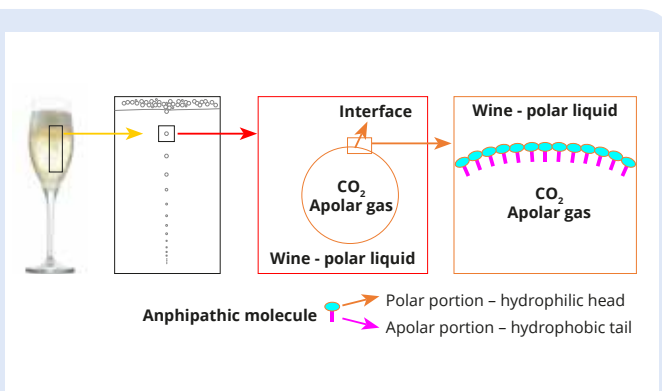 Interface
CO2
Apolar gas
Wine - polar liquid
Wine - polar liquid
CO2
Apolar gas
Anphipathic molecule
Polar portion – hydrophilic head
Apolar portion – hydrophobic tail